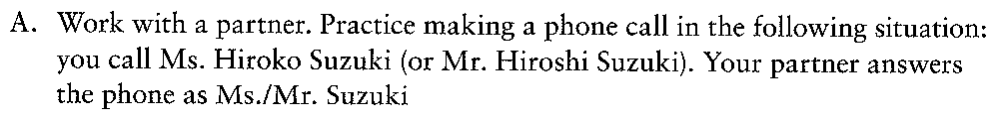 A. Work with a partner. Practice making a phone call in the following situation:
you call Ms. Hiroko Suzuki (or Mr. Hiroshi Suzuki). Your partner answers
the phone as Ms./Mr. Suzuki